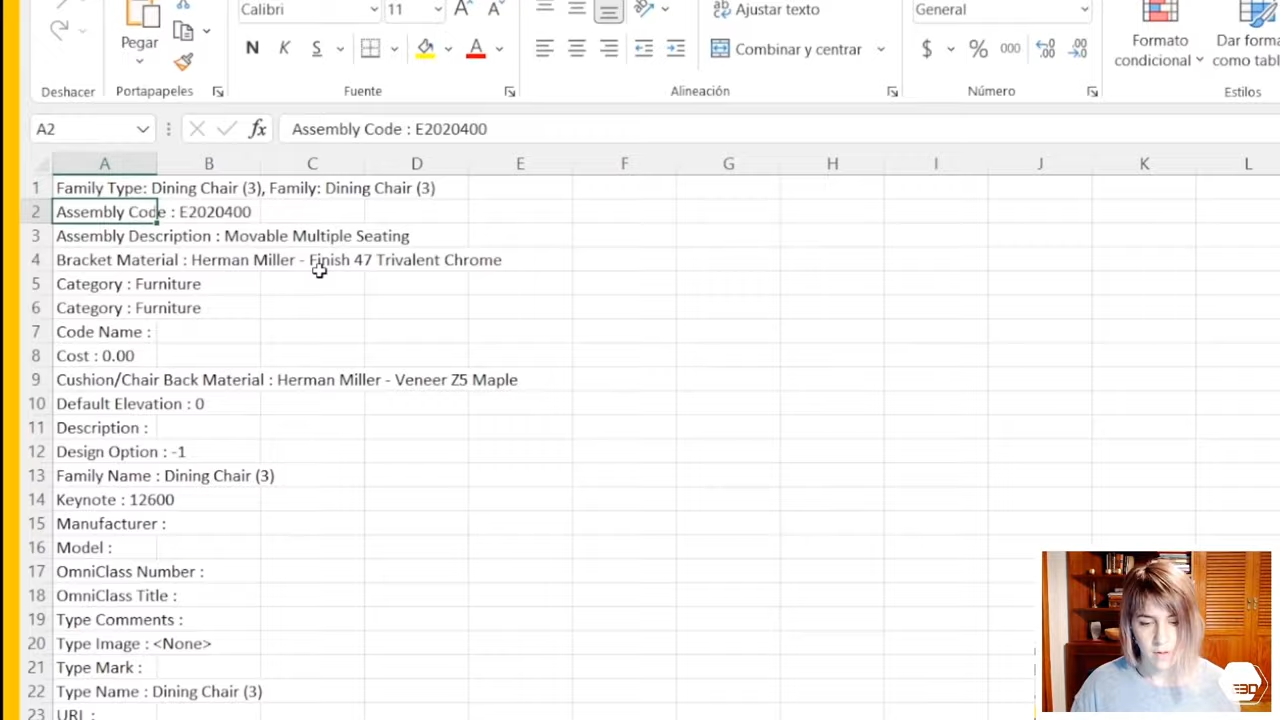 Calibri
11
Ajustar texto
General
Pegar
N K S
Combinar y centrar
$ % 000
Formato
condicional
Dar forma
como tabl
Deshacer
Portapapeles
Fuente
Alineación
Número
Estilos
A2
fx
Assembly Code : E2020400
A B C D E F G H I J K L
1 Family Type: Dining Chair (3), Family: Dining Chair (3)
2 Assembly Code : E2020400
3 Assembly Description : Movable Multiple Seating
4 Bracket Material : Herman Miller - Finish 47 Trivalent Chrome
5 Category : Furniture
6 Category : Furniture
7 Code Name :
8 Cost : 0.00
9 Cushion/Chair Back Material : Herman Miller - Veneer Z5 Maple
10 Default Elevation : 0
11 Description :
12 Design Option : -1
13 Family Name : Dining Chair (3)
14 Keynote : 12600
15 Manufacturer :
16 Model :
17 OmniClass Number :
18 OmniClass Title :
19 Type Comments :
20 Type Image : <None>
21 Type Mark :
22 Type Name : Dining Chair (3)
23 URL :